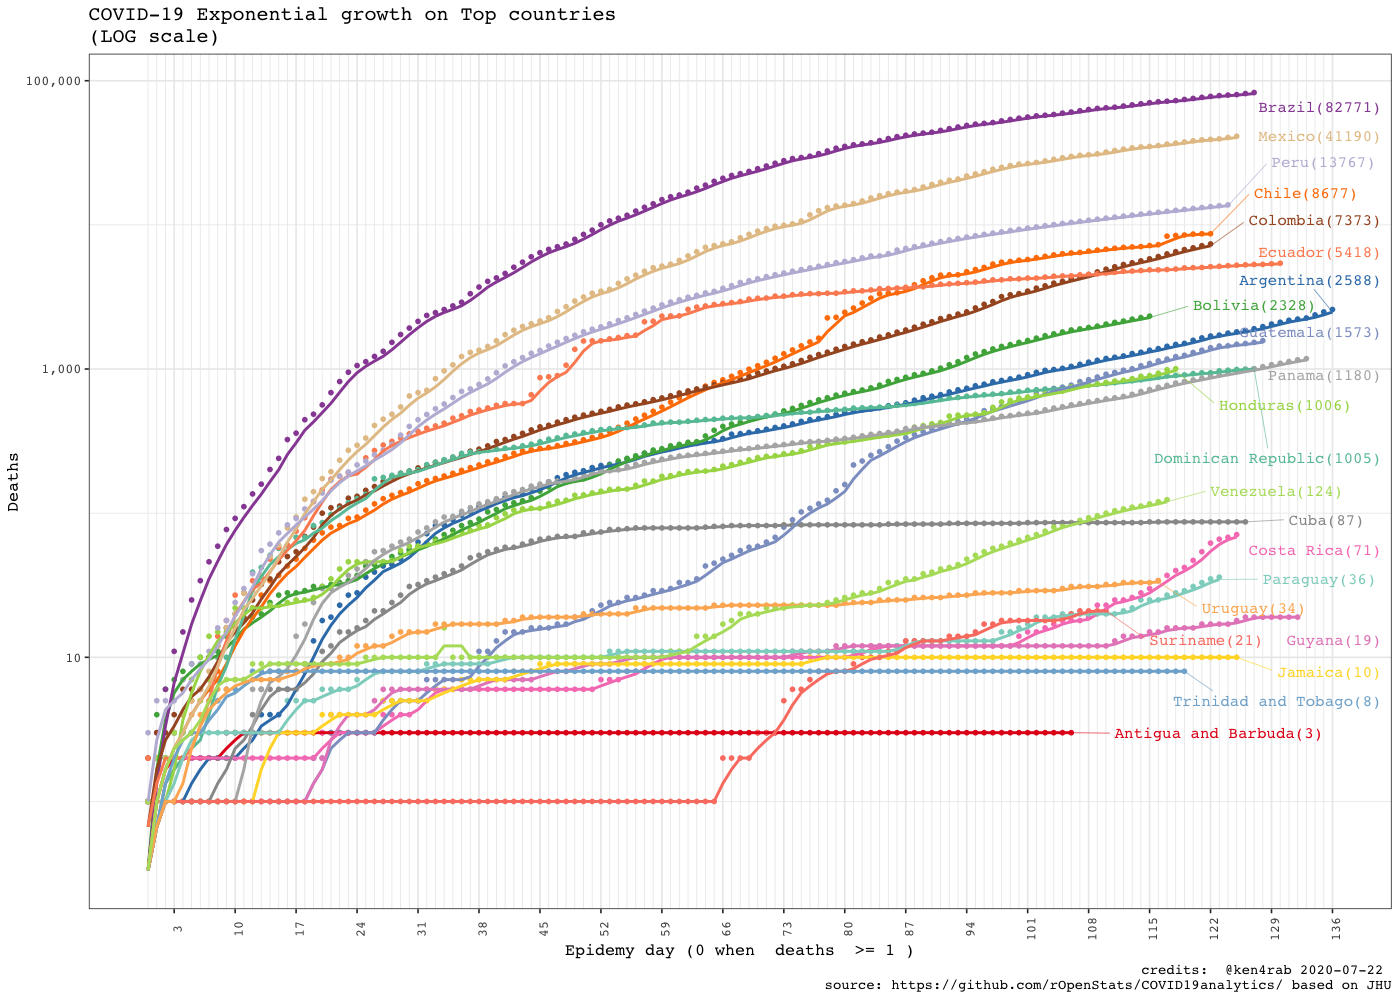 COVID-19 Exponential growth on Top countries
(LOG scale)
100,000
1,000
10
Deaths
Brazil(82771)
Mexico(41190)
Peru(13767)
Chile(8677)
Colombia(7373)
Ecuador(5418)
Argentina(2588)
Bolivia(2328)
Guatemala(1573)
Panama(1180)
Honduras(1006)
Dominican Republic(1005)
Venezuela(124)
Cuba(87)
Costa Rica(71)
Paraguay(36)
Uruguay(34)
Suriname(21)
Guyana(19)
Jamaica(10)
Trinidad and Tobago(8)
Antigua and Barbuda(3)
3 10 17 24 31 38 45 52 59 66 73 80 87 94 101 108 115 122 129 136
Epidemy day (0 when  deaths  >= 1 )
credits:  @ken4rab 2020-07-22
source: https://github.com/rOpenStats/COVID19analytics/ based on JHU